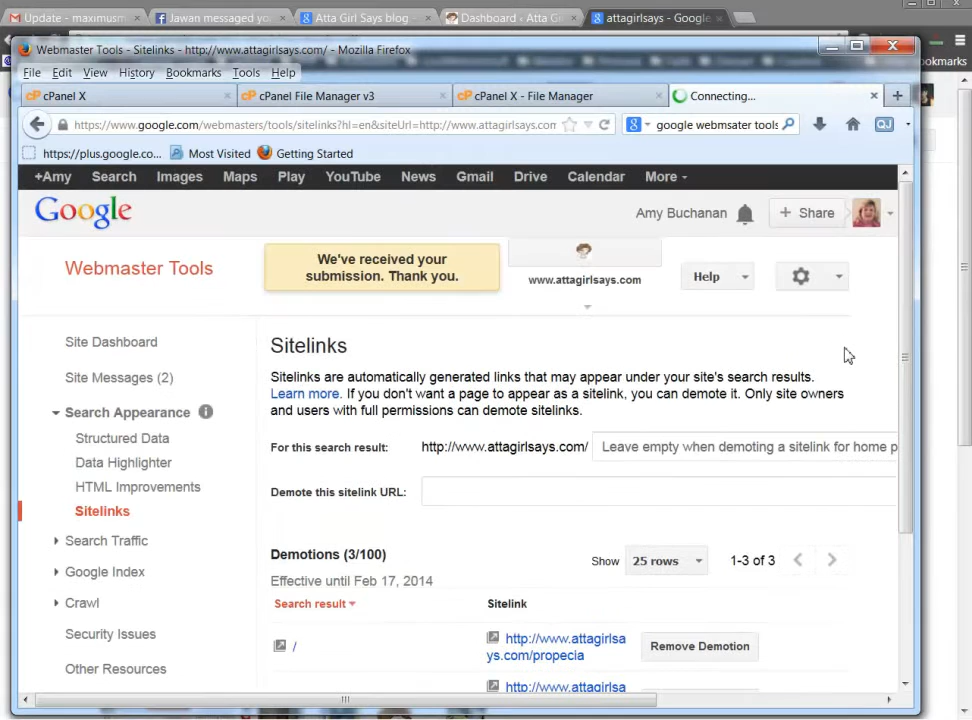 Update - maximusm
Jawan messaged yo
Atta Girl Says blog
Dashboard ‹ Atta G
attagirlsays - Google
Webmaster Tools - Sitelinks - http://www.attagirlsays.com/ - Mozilla Firefox
ookmarks
File Edit View History Bookmarks Tools Help
cPanel X
cPanel File Manager v3
cPanel X - File Manager
Connecting...
https://www.google.com/webmasters/tools/sitelinks?hl=en&siteUrl=http://www.attagirlsays.com
google webmsater tools
https://plus.google.co... Most Visited Getting Started
+Amy Search Images Maps Play YouTube News Gmail Drive Calendar More
Google
Amy Buchanan
+ Share
Webmaster Tools
We've received your
submission. Thank you.
www.attagirlsays.com
Help
Site Dashboard
Site Messages (2)
Search Appearance
Structured Data
Data Highlighter
HTML Improvements
Sitelinks
Search Traffic
Google Index
Crawl
Security Issues
Other Resources
Sitelinks
Sitelinks are automatically generated links that may appear under your site's search results.
Learn more. If you don't want a page to appear as a sitelink, you can demote it. Only site owners
and users with full permissions can demote sitelinks.
For this search result: http://www.attagirlsays.com/ Leave empty when demoting a sitelink for home p
Demote this sitelink URL:
Demotions (3/100)
Show 25 rows 1-3 of 3
Effective until Feb 17, 2014
Search result Sitelink
/ http://www.attagirlsa
ys.com/propecia
Remove Demotion
http://www.attagirlsa